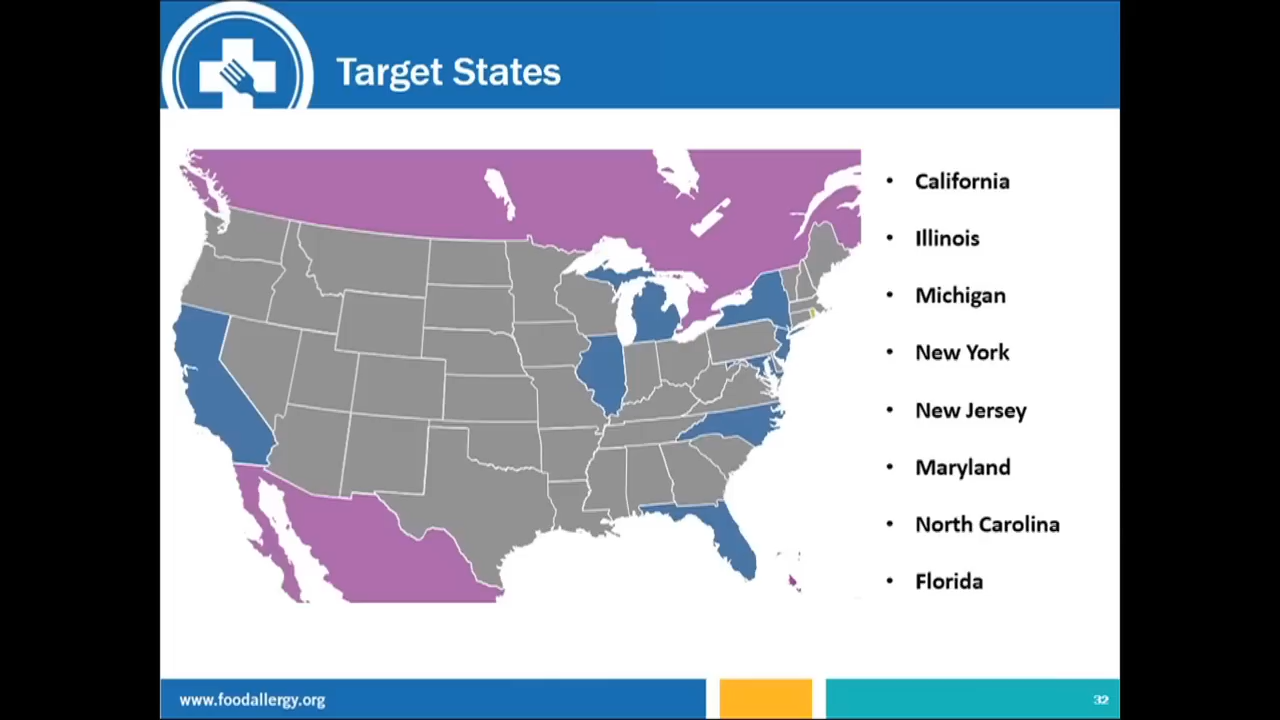 Target States
• California
• Illinois
• Michigan
• New York
• New Jersey
• Maryland
• North Carolina
• Florida
www.foodallergy.org
32